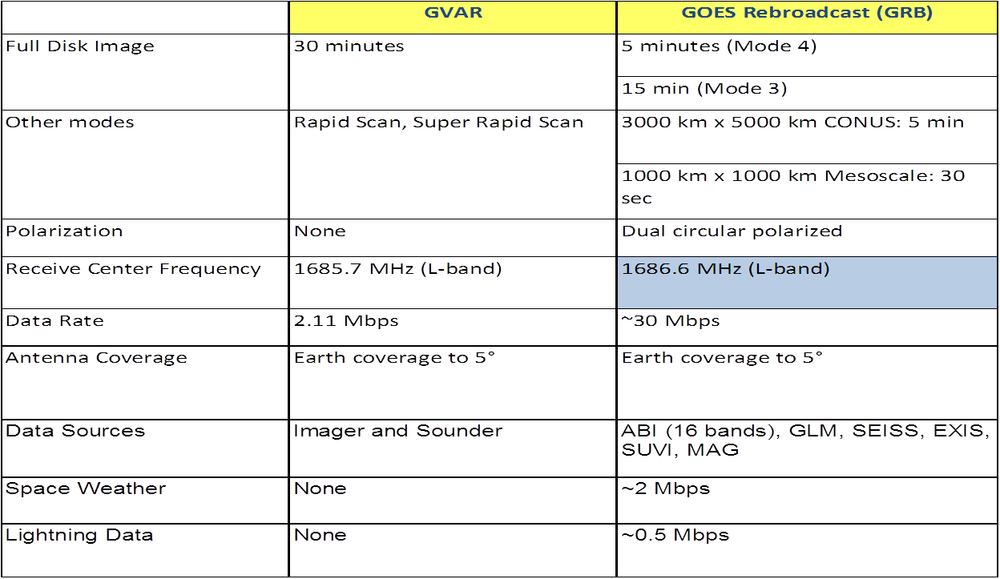 GVAR
GOES Rebroadcast (GRB)
Full Disk Image
30 minutes
5 minutes (Mode 4)
15 min (Mode 3)
Other modes
Rapid Scan, Super Rapid Scan
3000 km x 5000 km CONUS: 5 min
1000 km x 1000 km Mesoscale: 30
sec
Polarization
None
Dual circular polarized
Receive Center Frequency
1685.7 MHz (L-band)
1686.6 MHz (L-band)
Data Rate
2.11 Mbps
~30 Mbps
Antenna Coverage
Earth coverage to 5°
Earth coverage to 5°
Data Sources
Imager and Sounder
ABI (16 bands), GLM, SEISS, EXIS,
SUVI, MAG
Space Weather
None
~2 Mbps
Lightning Data
None
~0.5 Mbps